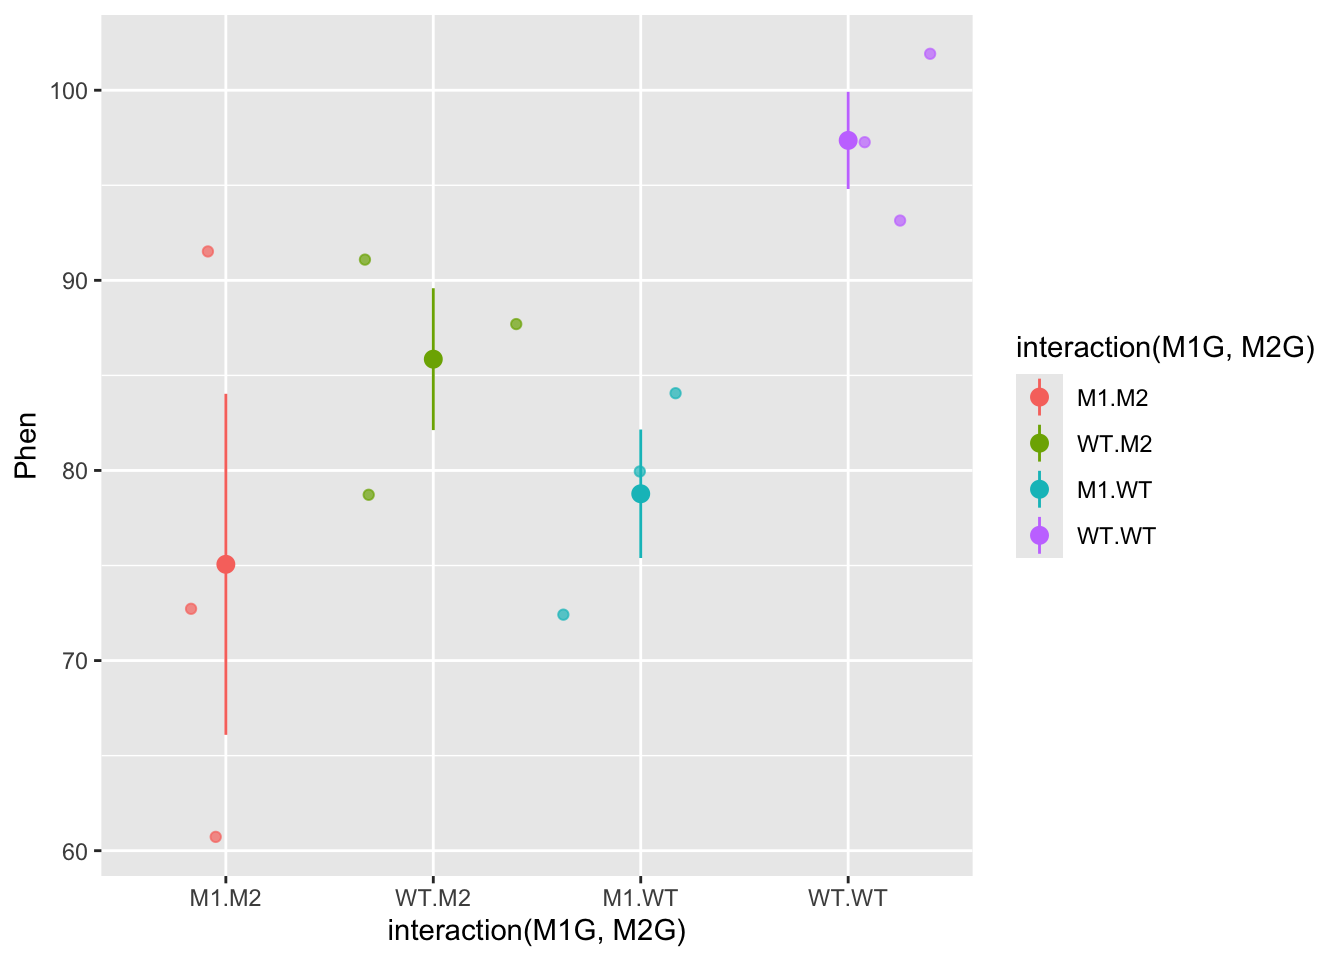 Phen
100
90
80
70
60
M1.M2 WT.M2 M1.WT WT.WT
interaction(M1G, M2G)
interaction(M1G, M2G)
M1.M2
WT.M2
M1.WT
WT.WT